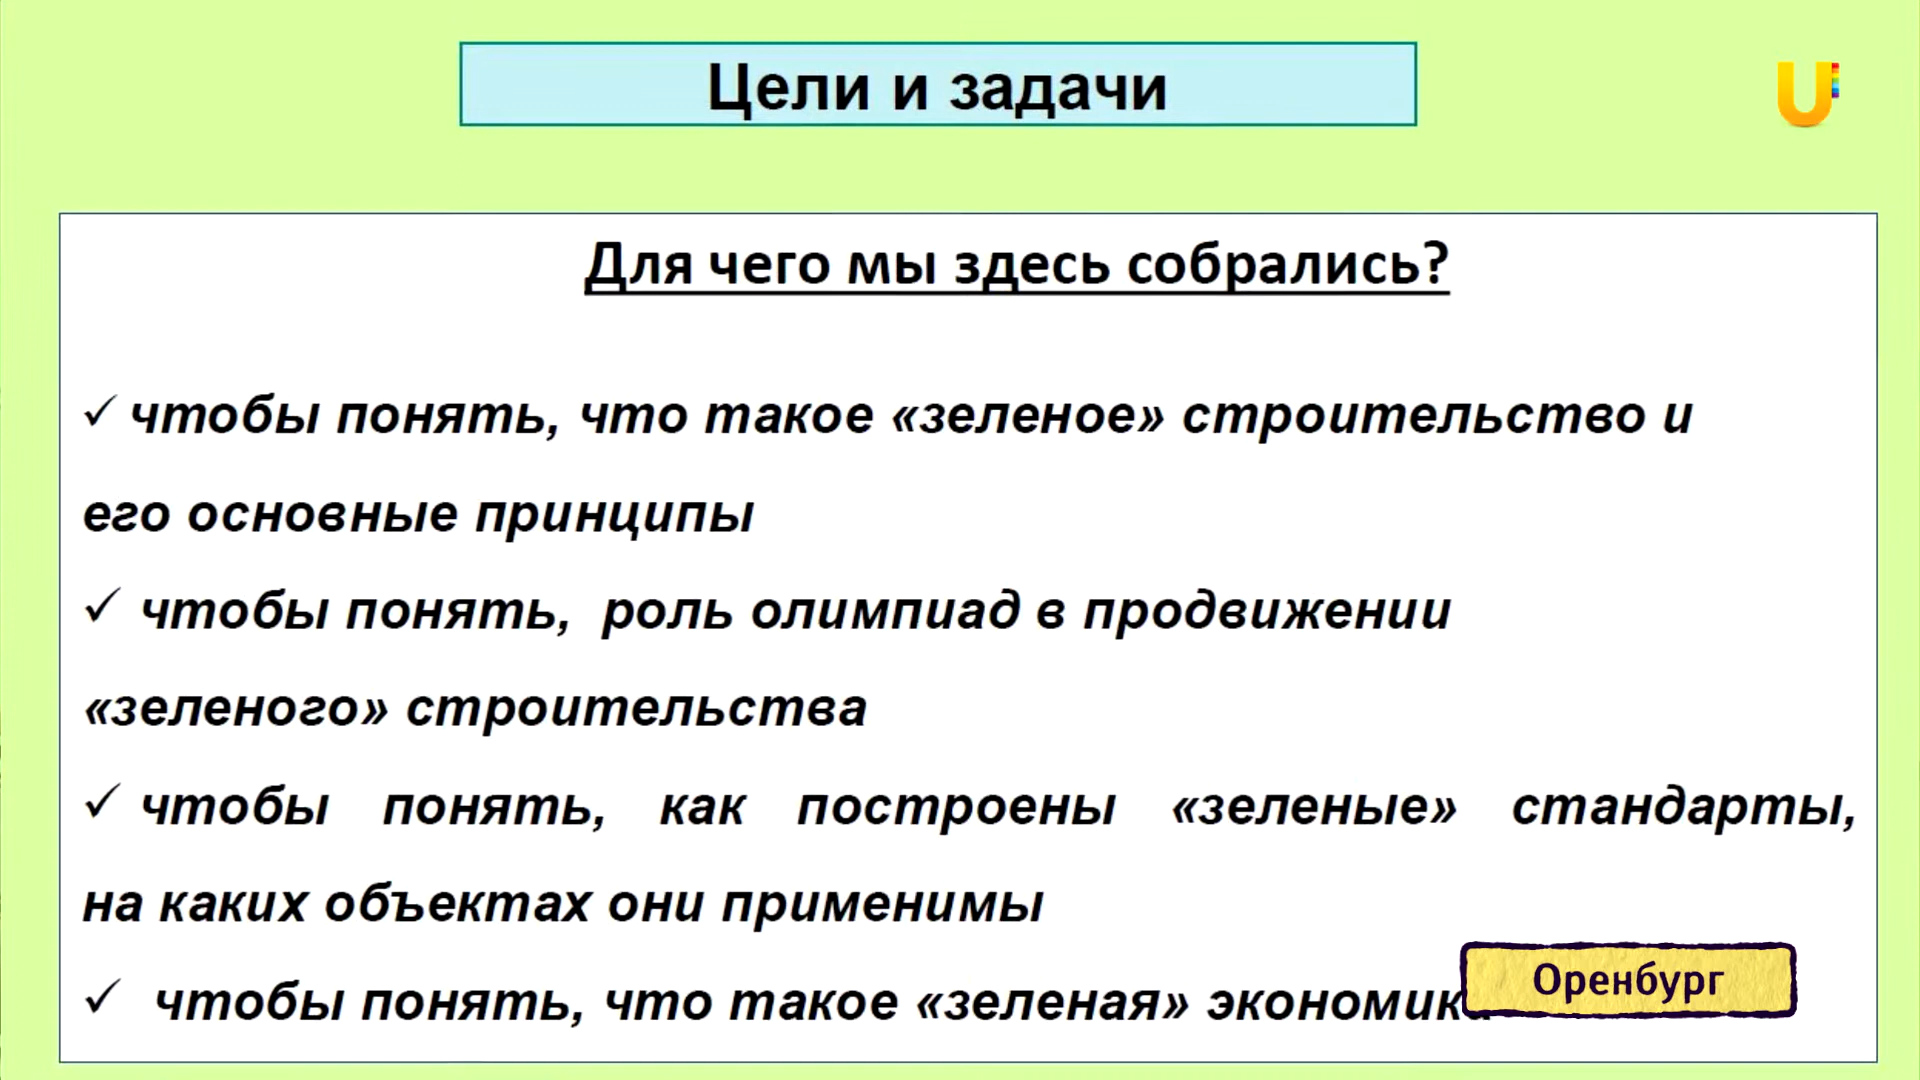 Цели и задачи
U
Для чего мы здесь собрались?
✓ чтобы понять, что такое «зеленое» строительство и
его основные принципы
✓ чтобы понять, роль олимпиад в продвижении
«зеленого» строительства
✓ чтобы понять, как построены «зеленые» стандарты,
на каких объектах они применимы
✓ чтобы понять, что такое «зеленая» экономика
Оренбург